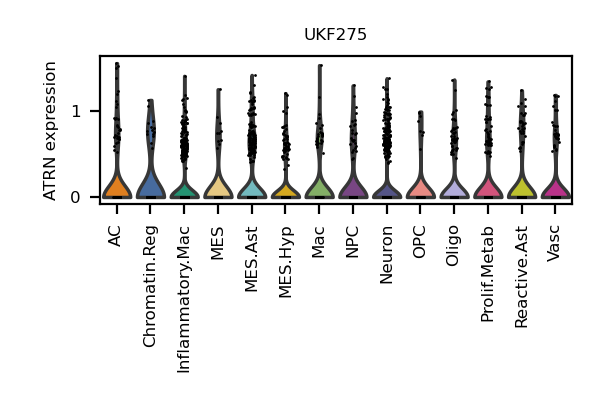 UKF275
ATRN expression
1
0
AC
Chromatin.Reg
Inflammatory.Mac
MES
MES.Ast
MES.Hyp
Mac
NPC
Neuron
OPC
Oligo
Prolif.Metab
Reactive.Ast
Vasc